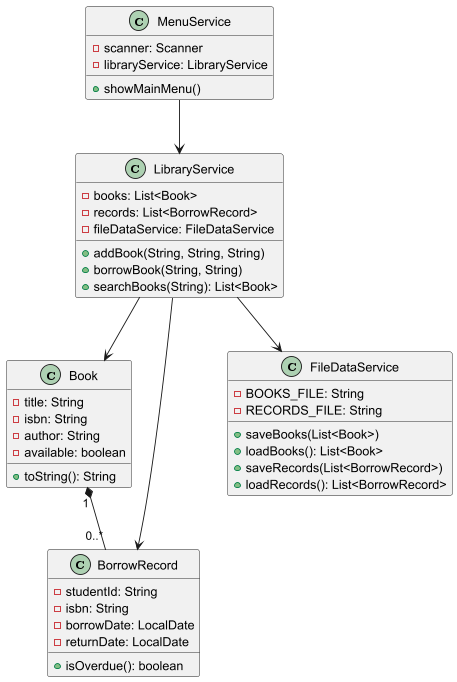 C MenuService
scanner: Scanner
libraryService: LibraryService
showMainMenu()
C LibraryService
books: List<Book>
records: List<BorrowRecord>
fileDataService: FileDataService
addBook(String, String, String)
borrowBook(String, String)
searchBooks(String): List<Book>
C Book
title: String
isbn: String
author: String
available: boolean
toString(): String
C FileDataService
BOOKS_FILE: String
RECORDS_FILE: String
saveBooks(List<Book>)
loadBooks(): List<Book>
saveRecords(List<BorrowRecord>)
loadRecords(): List<BorrowRecord>
1
0..*
C BorrowRecord
studentId: String
isbn: String
borrowDate: LocalDate
returnDate: LocalDate
isOverdue(): boolean